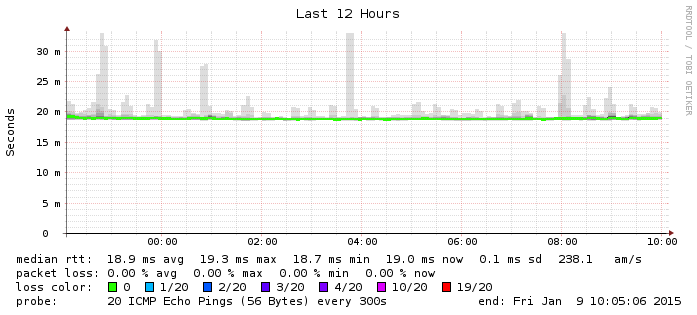 Last 12 Hours
RRDTOOL / TOBI OETIKER
Seconds
30 m
25 m
20 m
15 m
10 m
5 m
0
00:00 02:00 04:00 06:00 08:00 10:00
median rtt: 18.9 ms avg 19.3 ms max 18.7 ms min 19.0 ms now 0.1 ms sd 238.1 am/s
packet loss: 0.00 % avg 0.00 % max 0.00 % min 0.00 % now
loss color: 0 1/20 2/20 3/20 4/20 10/20 19/20
probe: 20 ICMP Echo Pings (56 Bytes) every 300s end: Fri Jan 9 10:05:06 2015